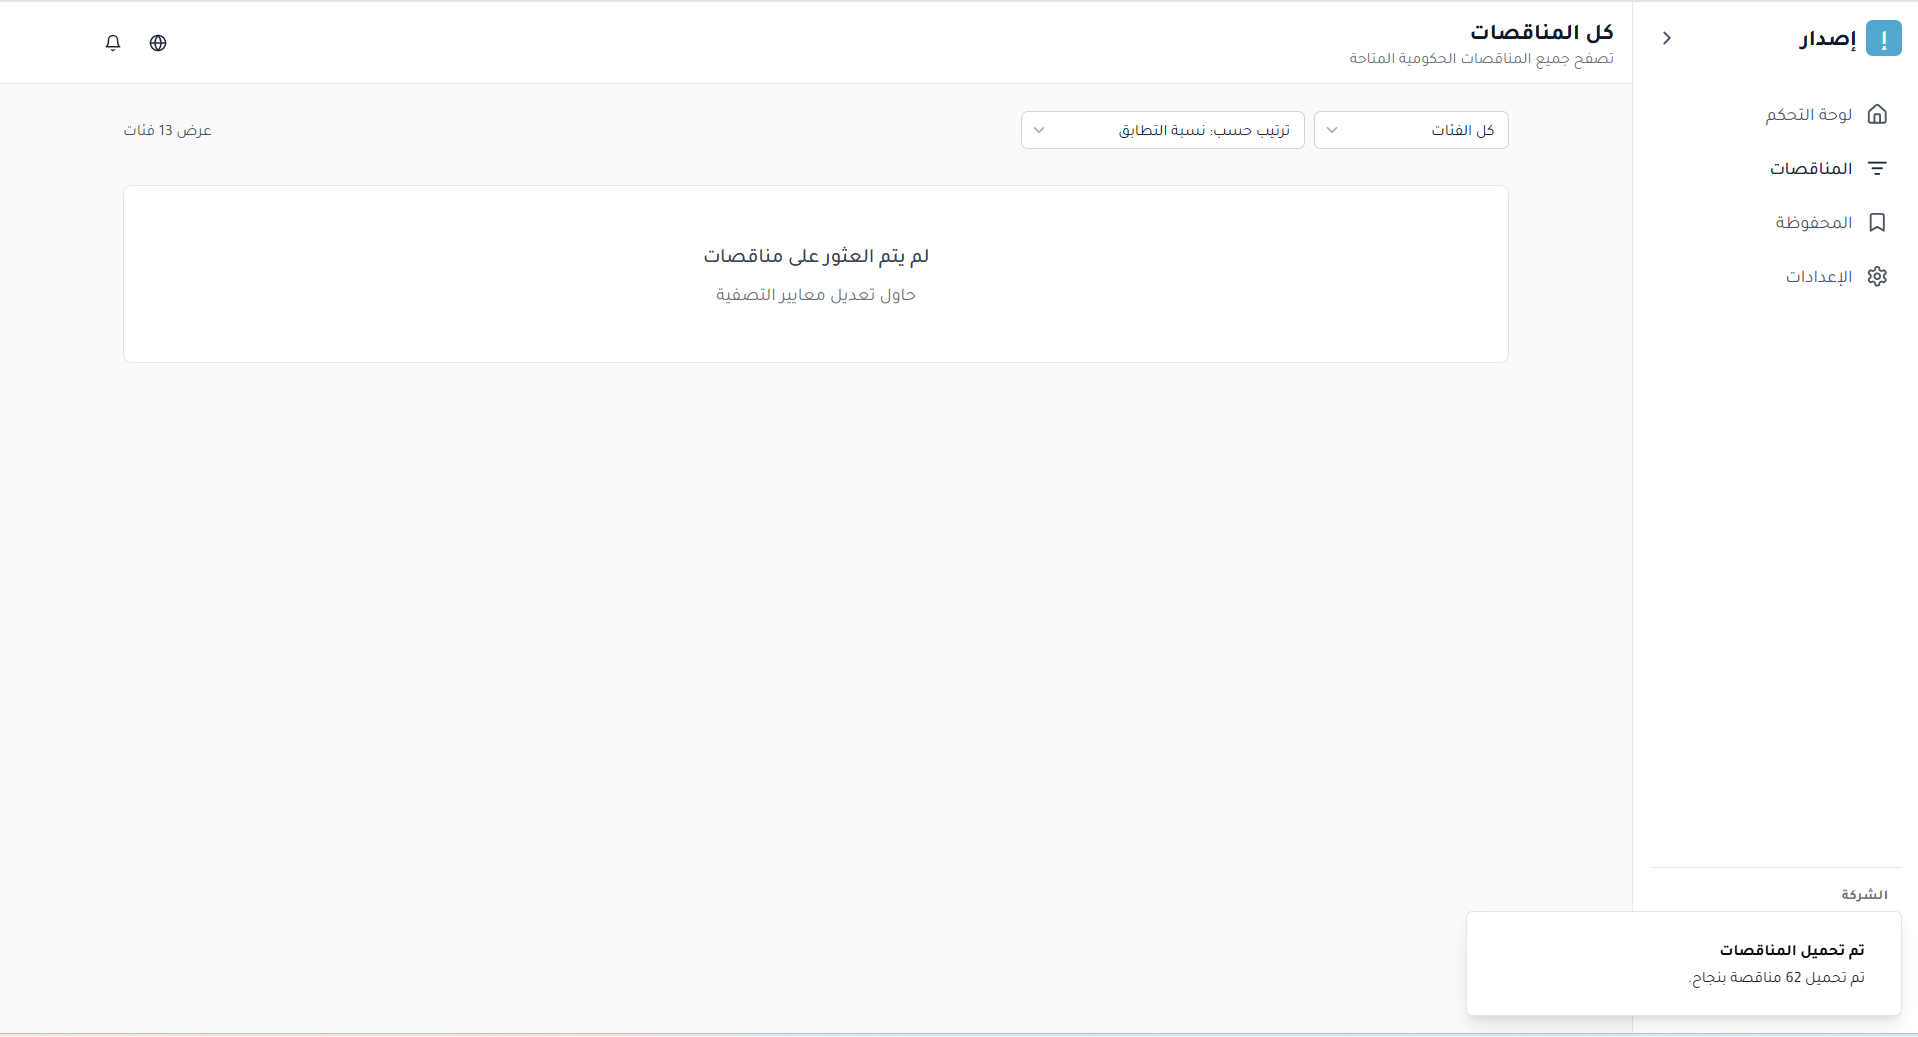 إ
إصدار
لوحة التحكم
المناقصات
المحفوظة
الإعدادات
الشركة
كل المناقصات
تصفح جميع المناقصات الحكومية المتاحة
كل الفئات
ترتيب حسب: نسبة التطابق
عرض 13 فئات
لم يتم العثور على مناقصات
حاول تعديل معايير التصفية
تم تحميل المناقصات
تم تحميل 62 مناقصة بنجاح.